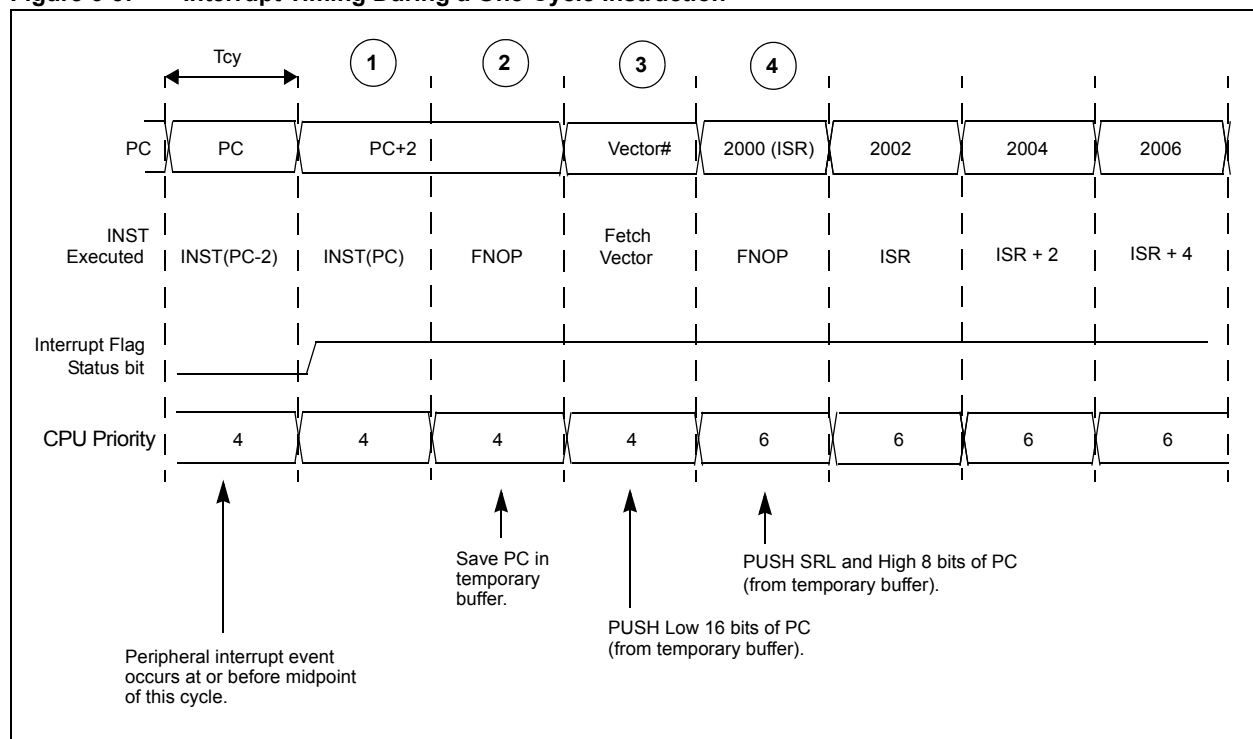 Tcy
1 2 3 4
PC PC PC+2 Vector# 2000 (ISR) 2002 2004 2006
INST
Executed INST(PC-2) INST(PC) FNOP Fetch
Vector FNOP ISR ISR + 2 ISR + 4
Interrupt Flag
Status bit
CPU Priority 4 4 4 4 6 6 6 6
Save PC in
temporary
buffer.
PUSH SRL and High 8 bits of PC
(from temporary buffer).
PUSH Low 16 bits of PC
(from temporary buffer).
Peripheral interrupt event
occurs at or before midpoint
of this cycle.